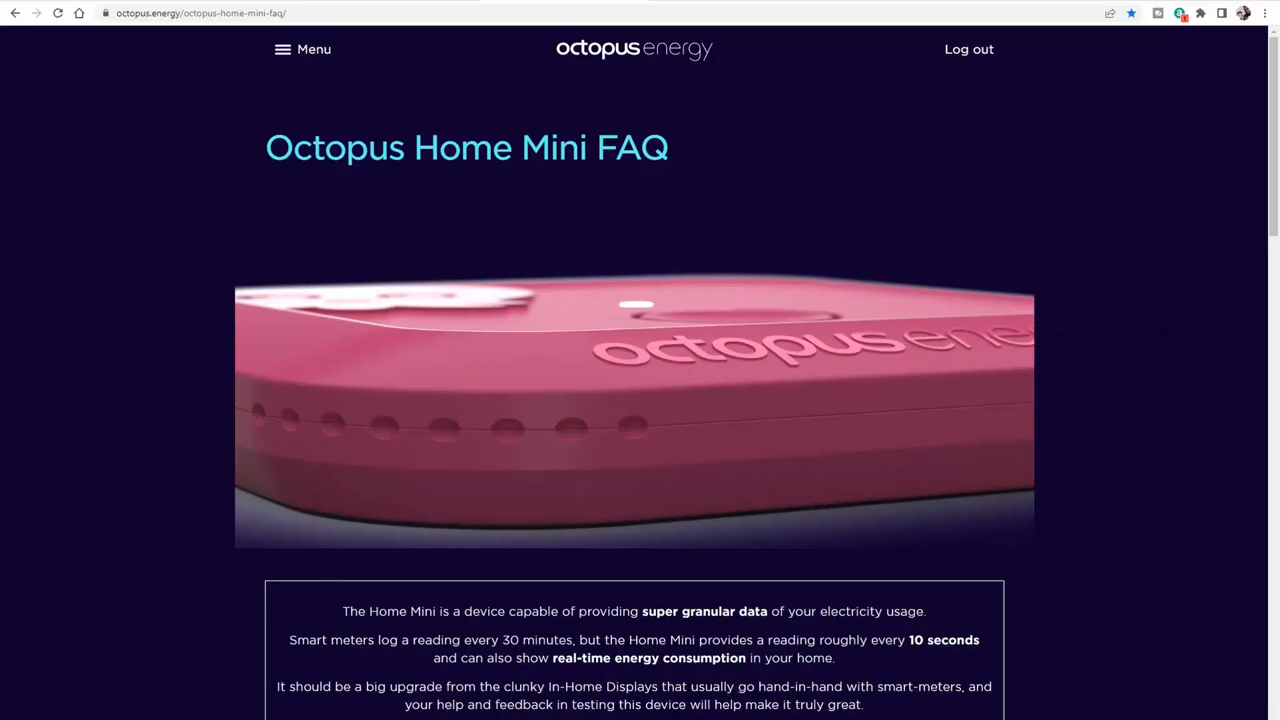 octopus.energy/octopus-home-mini-faq/
Menu
octopusenergy
Log out
Octopus Home Mini FAQ
octopusene
The Home Mini is a device capable of providing super granular data of your electricity usage.
Smart meters log a reading every 30 minutes, but the Home Mini provides a reading roughly every 10 seconds
and can also show real-time energy consumption in your home.
It should be a big upgrade from the clunky In-Home Displays that usually go hand-in-hand with smart-meters, and
your help and feedback in testing this device will help make it truly great.